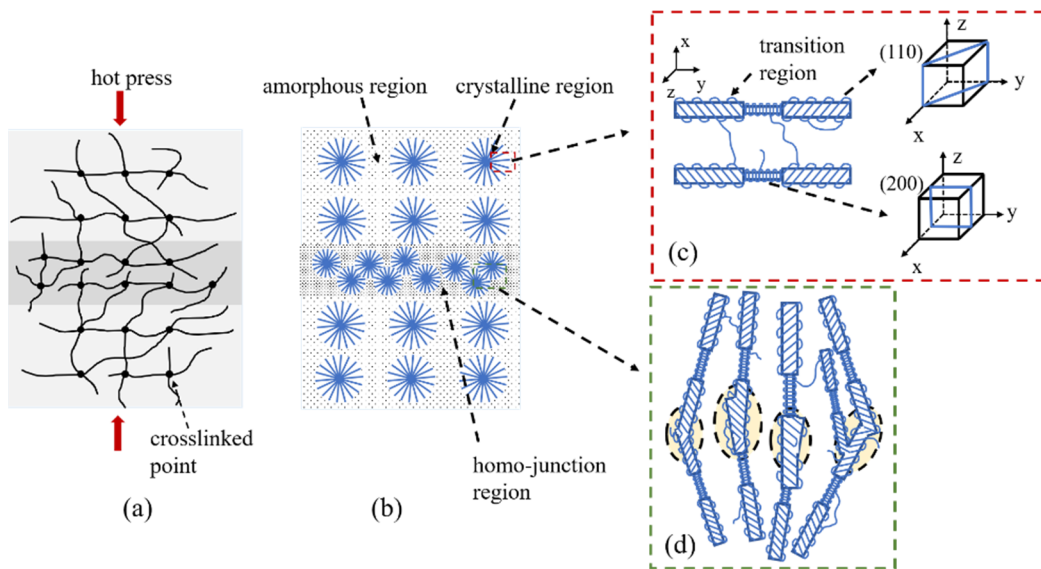 hot press
crosslinked
point
(a)
amorphous region
crystalline region
homo-junction
region
(b)
x
y
z
transition
region
(110)
z
y
x
(200)
z
y
x
(c)
(d)